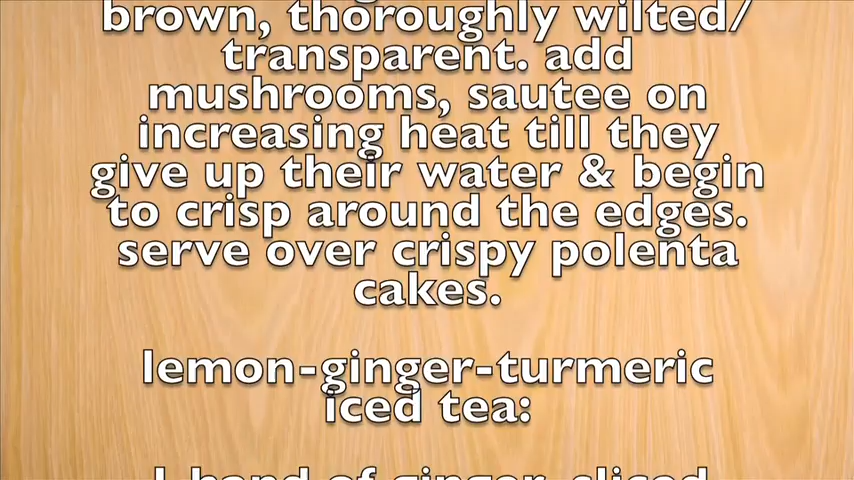 brown, thoroughly wilted/
transparent. add
mushrooms, sautee on
increasing heat till they
give up their water & begin
to crisp around the edges.
serve over crispy polenta
cakes.
lemon-ginger-turmeric
iced tea:
1 hand of ginger, sliced